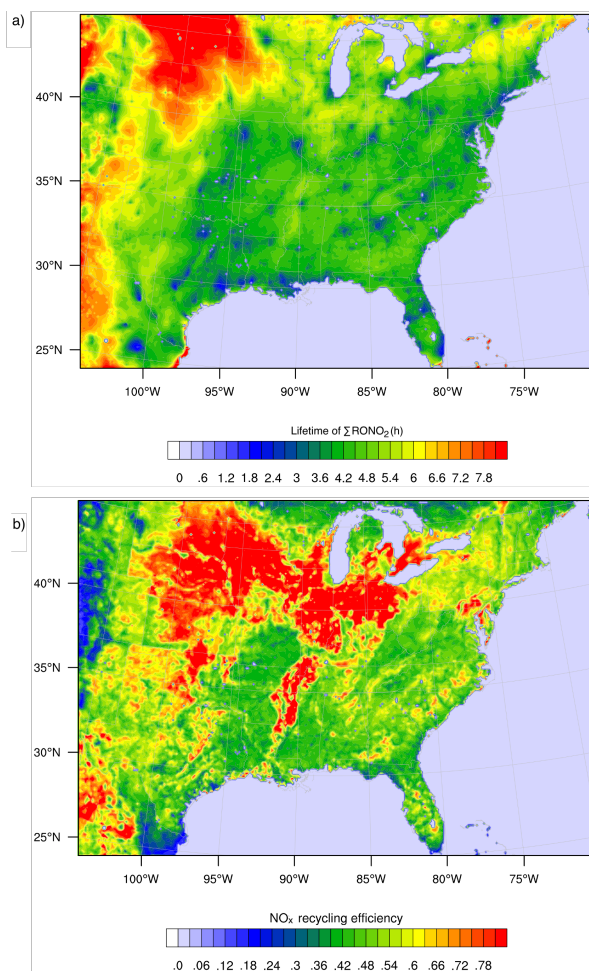 a)
40°N
35°N
30°N
25°N
100°W 95°W 90°W 85°W 80°W 75°W
Lifetime of ∑RONO₂(h)
0 .6 1.2 1.8 2.4 3 3.6 4.2 4.8 5.4 6 6.6 7.2 7.8
b)
40°N
35°N
30°N
25°N
100°W 95°W 90°W 85°W 80°W 75°W
NOₓ recycling efficiency
.0 .06 .12 .18 .24 .3 .36 .42 .48 .54 .6 .66 .72 .78